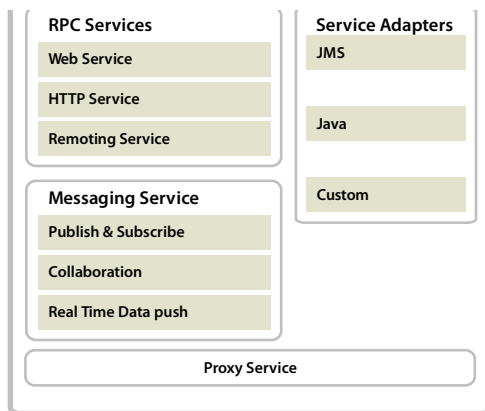 RPC Services
Web Service
HTTP Service
Remoting Service
Messaging Service
Publish & Subscribe
Collaboration
Real Time Data push
Service Adapters
JMS
Java
Custom
Proxy Service